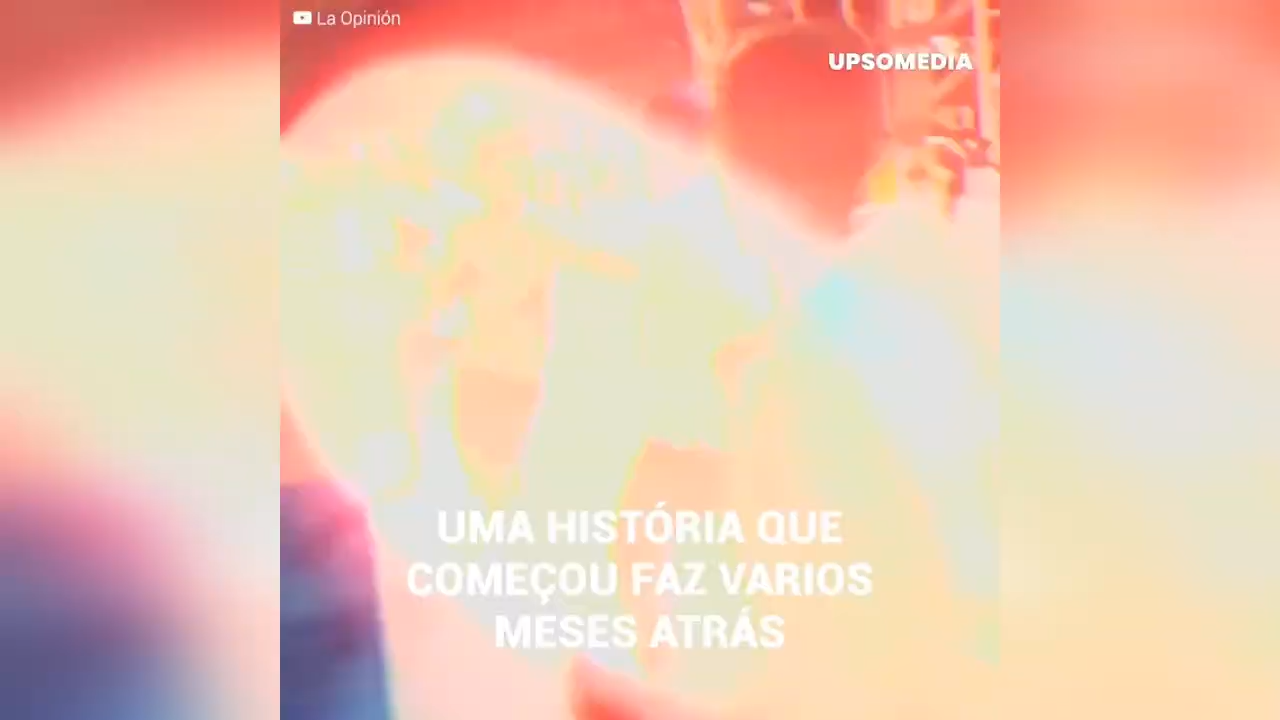 La Opinión
UPSOMEDIA
UMA HISTÓRIA QUE
COMEÇOU FAZ VARIOS
MESES ATRÁS